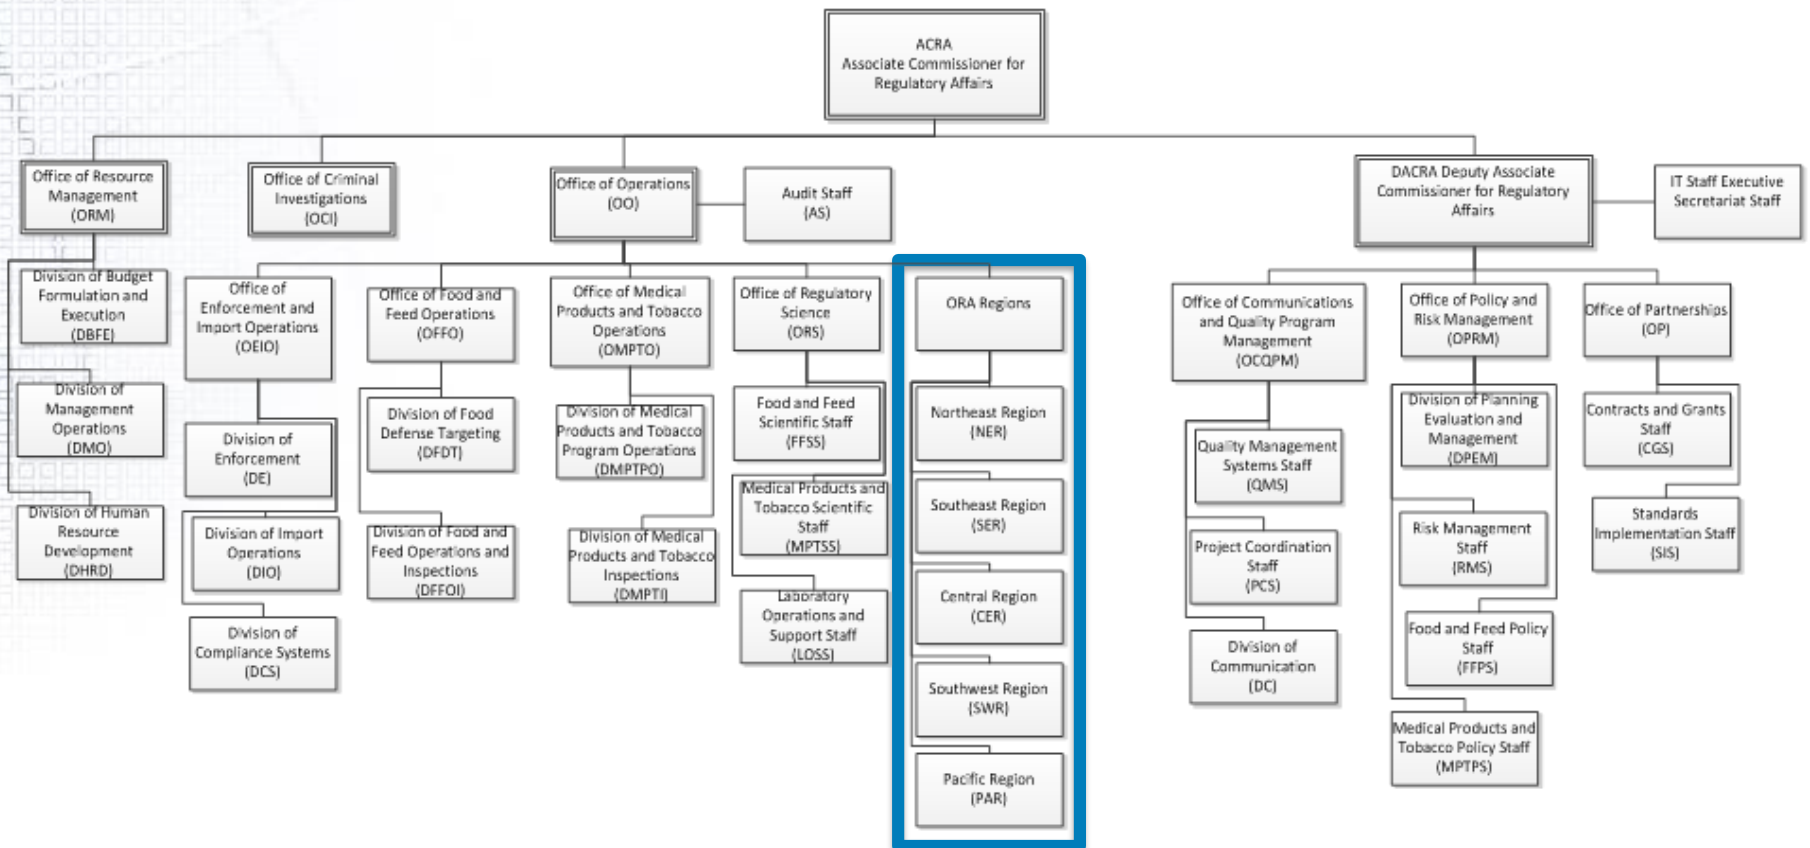 ACRA
Associate Commissioner for
Regulatory Affairs
Office of Resource
Management
(ORM)
Office of Criminal
Investigations
(OCI)
Office of Operations
(OO)
Audit Staff
(AS)
DACRA Deputy Associate
Commissioner for Regulatory
Affairs
IT Staff Executive
Secretariat Staff
Division of Budget
Formulation and
Execution
(DBFE)
Division of
Management
Operations
(DMO)
Division of Human
Resource
Development
(DHRD)
Office of
Enforcement and
Import Operations
(OEIO)
Division of
Enforcement
(DE)
Division of Import
Operations
(DIO)
Division of
Compliance Systems
(DCS)
Office of Food and
Feed Operations
(OFFO)
Division of Food
Defense Targeting
(DFDT)
Division of Food and
Feed Operations and
Inspections
(DFFOI)
Office of Medical
Products and Tobacco
Operations
(OMPTO)
Division of Medical
Products and Tobacco
Program Operations
(DMPTPO)
Division of Medical
Products and Tobacco
Inspections
(DMPTI)
Office of Regulatory
Science
(ORS)
Food and Feed
Scientific Staff
(FFSS)
Medical Products and
Tobacco Scientific
Staff
(MPTSS)
Laboratory
Operations and
Support Staff
(LOSS)
ORA Regions
Northeast Region
(NER)
Southeast Region
(SER)
Central Region
(CER)
Southwest Region
(SWR)
Pacific Region
(PAR)
Office of Communications
and Quality Program
Management
(OCQPM)
Quality Management
Systems Staff
(QMS)
Project Coordination
Staff
(PCS)
Division of
Communication
(DC)
Office of Policy and
Risk Management
(OPRM)
Division of Planning
Evaluation and
Management
(DPEM)
Risk Management
Staff
(RMS)
Food and Feed Policy
Staff
(FFPS)
Medical Products and
Tobacco Policy Staff
(MPTPS)
Office of Partnerships
(OP)
Contracts and Grants
Staff
(CGS)
Standards
Implementation Staff
(SIS)